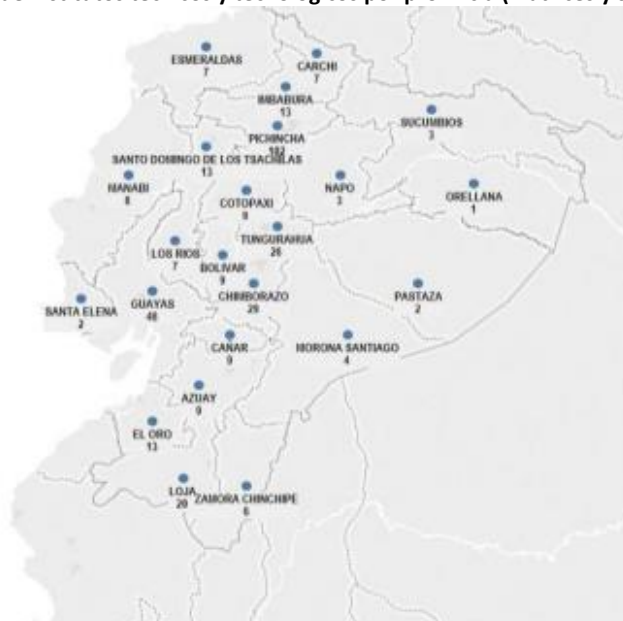 ESMERALDAS
7
CARCHI
7
IMBABURA
13
PICHINCHA
102
SUCUMBIOS
3
SANTO DOMINGO DE LOS TSACHILAS
13
MANABI
8
NAPO
3
ORELLANA
1
COTOPAXI
TUNGURAHUA
26
LOS RIOS
7
BOLIVAR
9
CHIMBORAZO
29
PASTAZA
2
SANTA ELENA
2
GUAYAS
48
CAÑAR
9
MORONA SANTIAGO
4
AZUAY
9
EL ORO
13
LOJA
20
ZAMORA CHINCHIPE
6